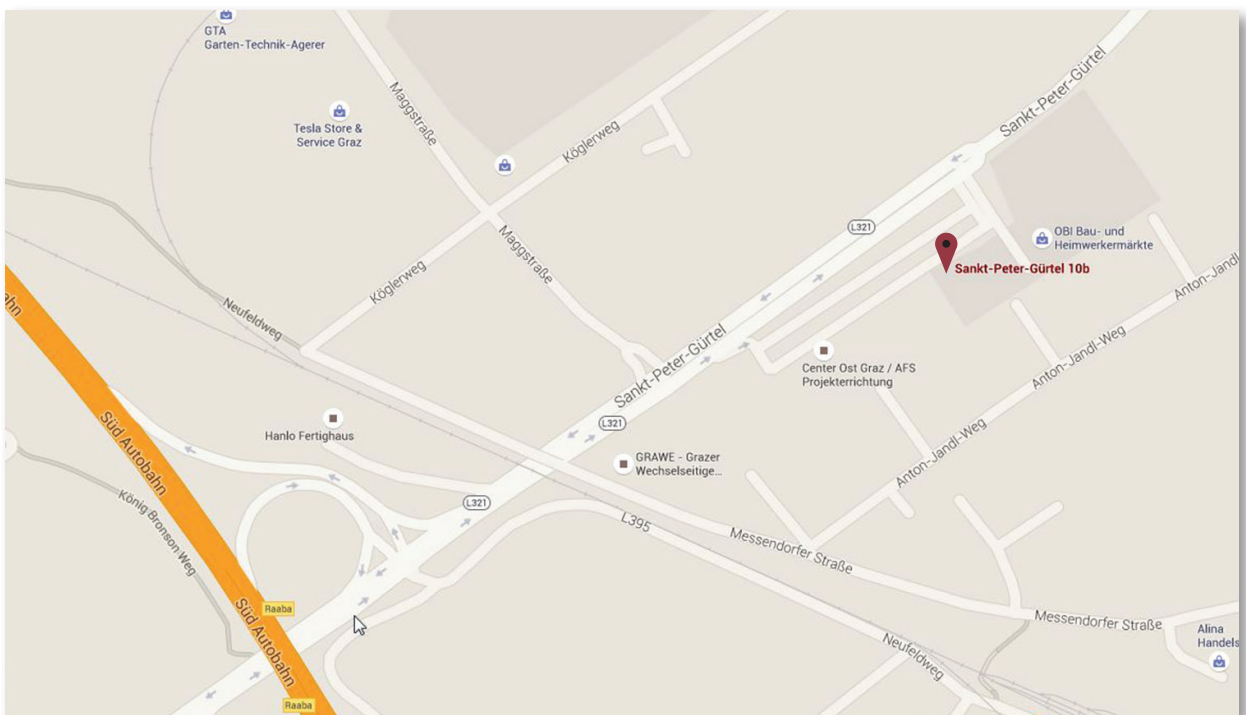 GTA
Garten-Technik-Agerer
Sankt-Peter-Gürtel
Maggstraße
Tesla Store &
Service Graz
Köglerweg
L321
OBI Bau- und
Heimwerkermärkte
Sankt-Peter-Gürtel 10b
Maggstraße
Köglerweg
Anton-Jandl
Neufeldweg
Sankt-Peter-Gürtel
Anton-Jandl-Weg
Center Ost Graz / AFS
Projekterrichtung
ahn
L321
Hanlo Fertighaus
Süd Autobahn
Anton-Jandl-Weg
GRAWE - Grazer
Wechselseitige...
König Bronson Weg
L321
L395
Messendorfer Straße
Süd Autobahn
Raaba
Messendorfer Straße
Neufeldweg
Alina
Handels
Raaba